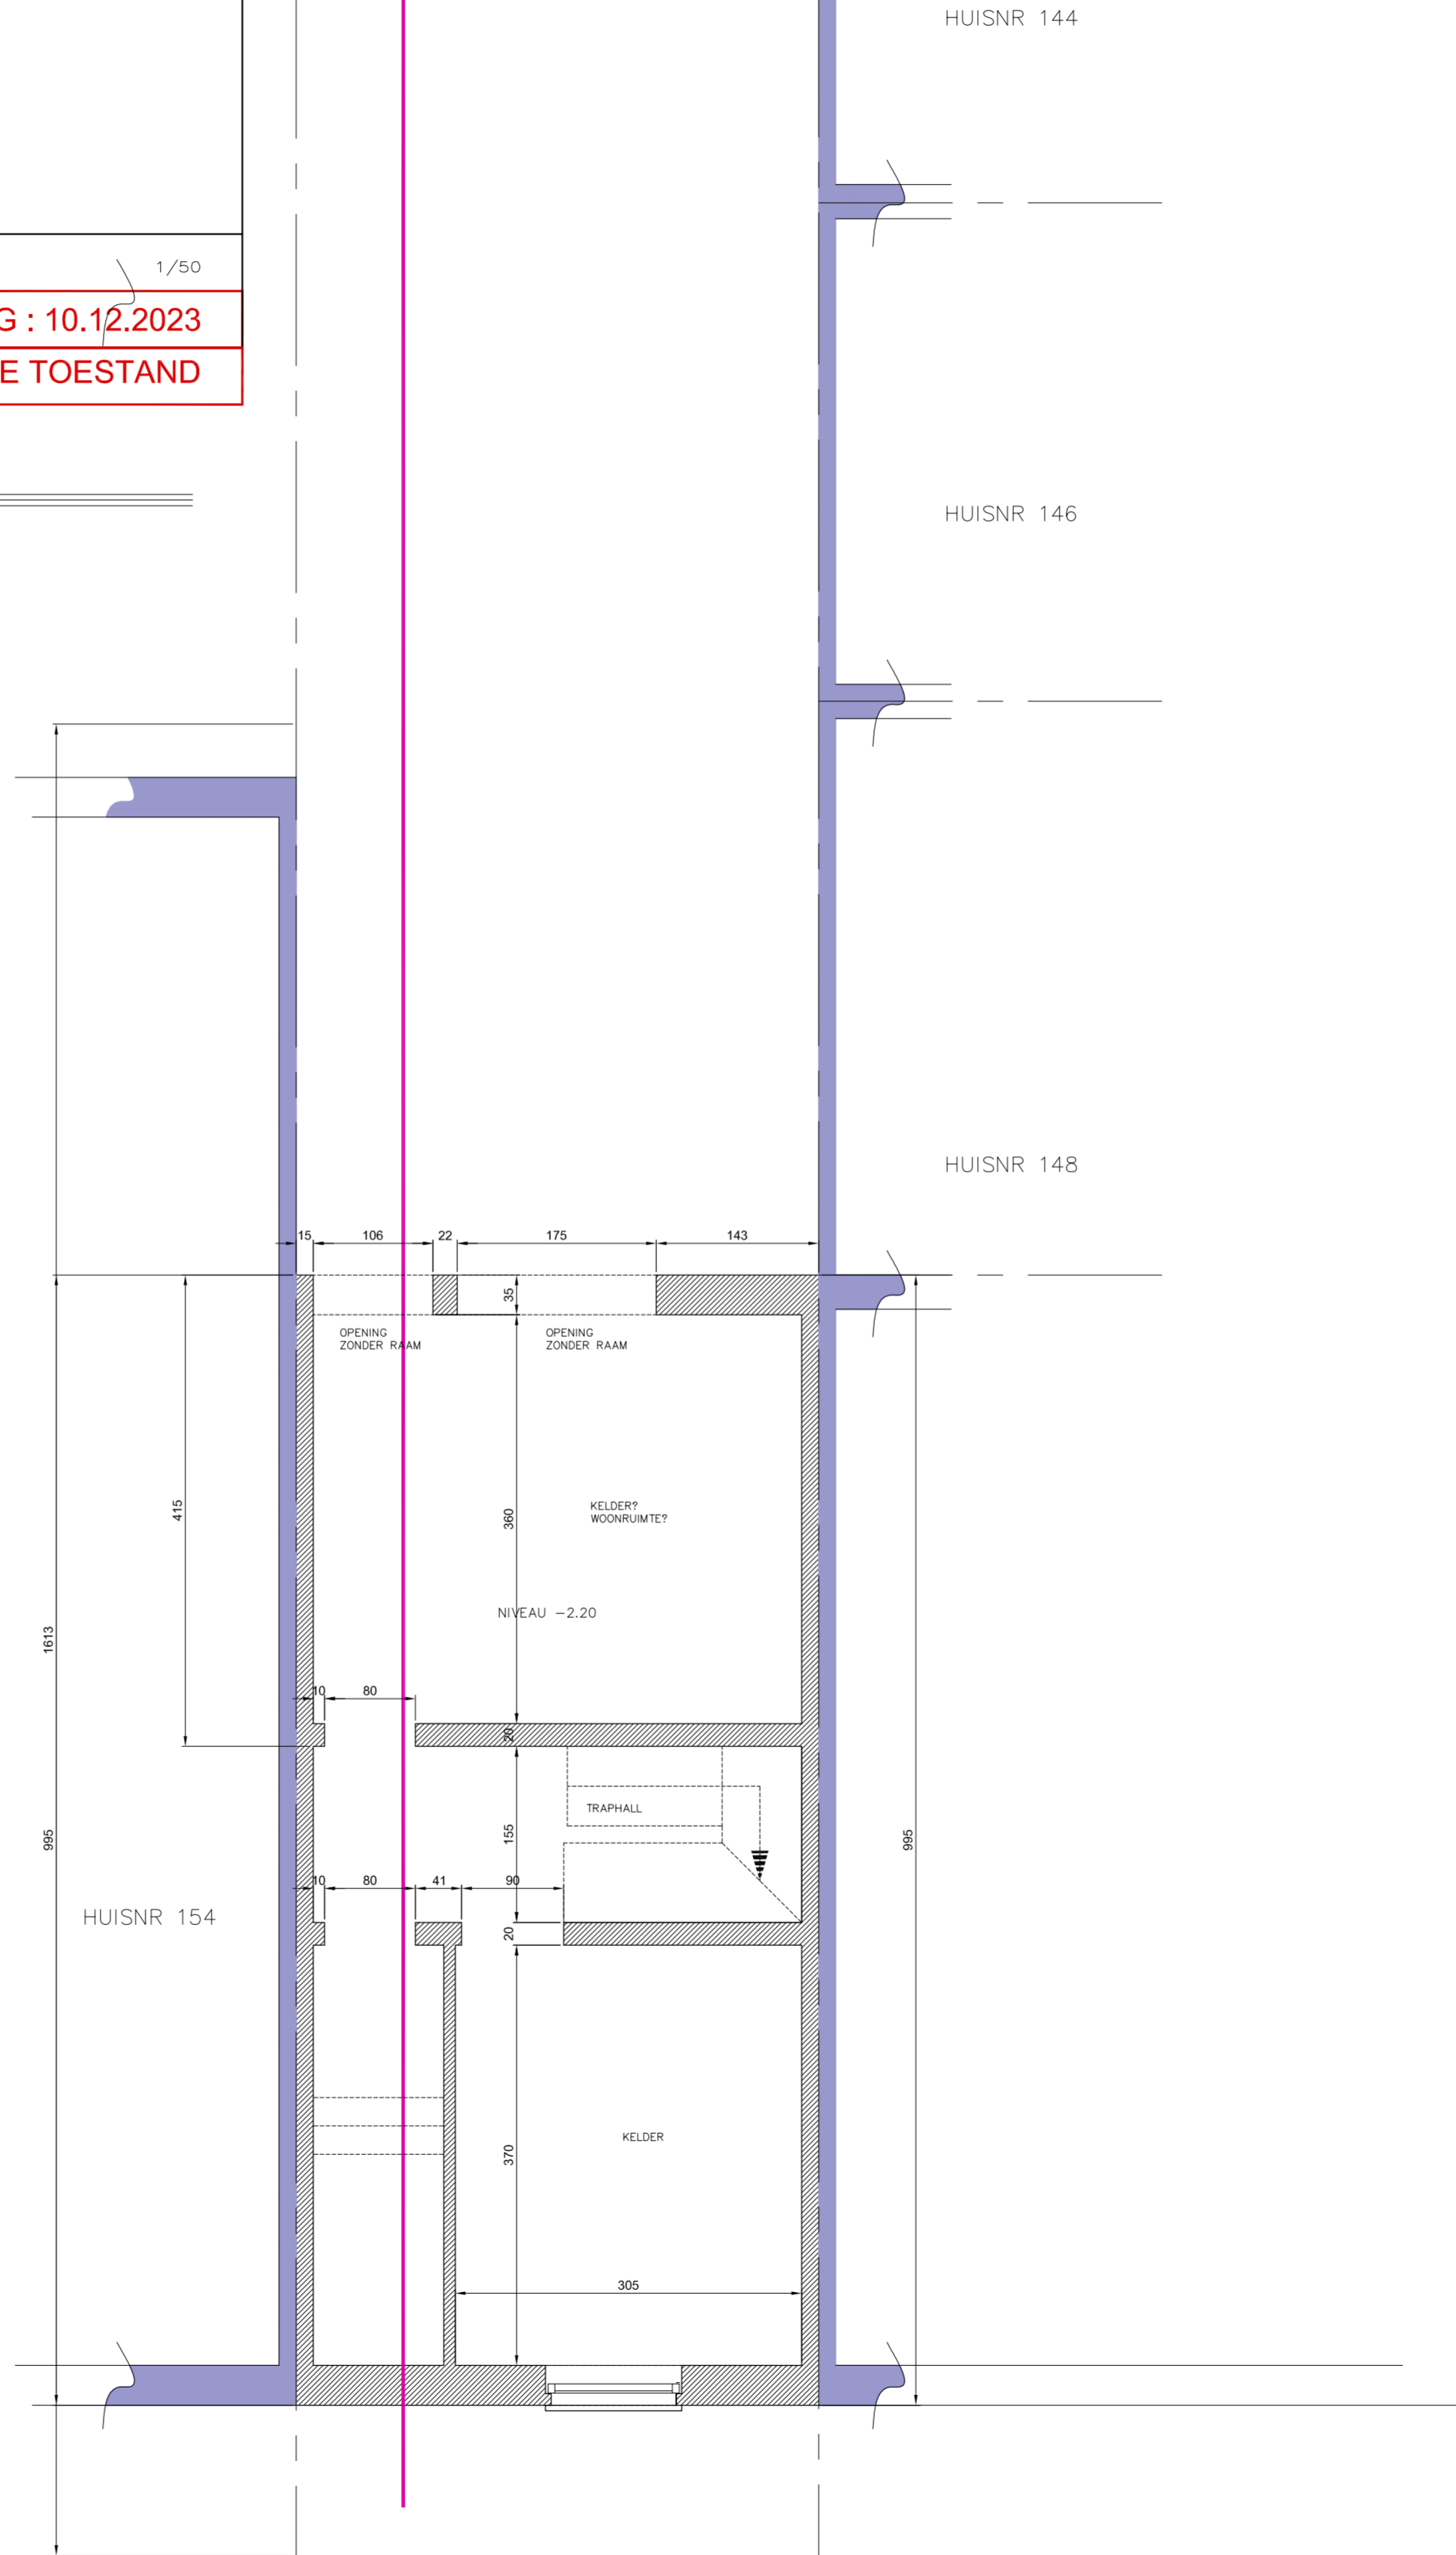 HUISNR 144
1/50
G : 10.12.2023
E TOESTAND
HUISNR 146
HUISNR 148
15 106 22 175 143
35
OPENING
ZONDER RAAM
OPENING
ZONDER RAAM
415
360
KELDER?
WOONRUIMTE?
NIVEAU -2.20
1613
10 80
20
TRAPHALL
155
995
995
10 80 41 90
HUISNR 154
20
KELDER
370
305